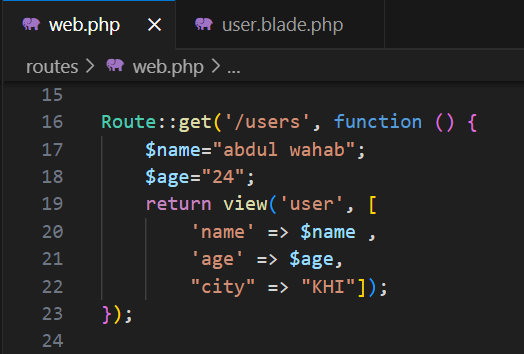 web.php × user.blade.php
routes > web.php > ...
15
16 Route::get('/users', function () {
17     $name="abdul wahab";
18     $age="24";
19     return view('user', [
20         'name' => $name ,
21         'age' => $age,
22         "city" => "KHI"]);
23 });
24